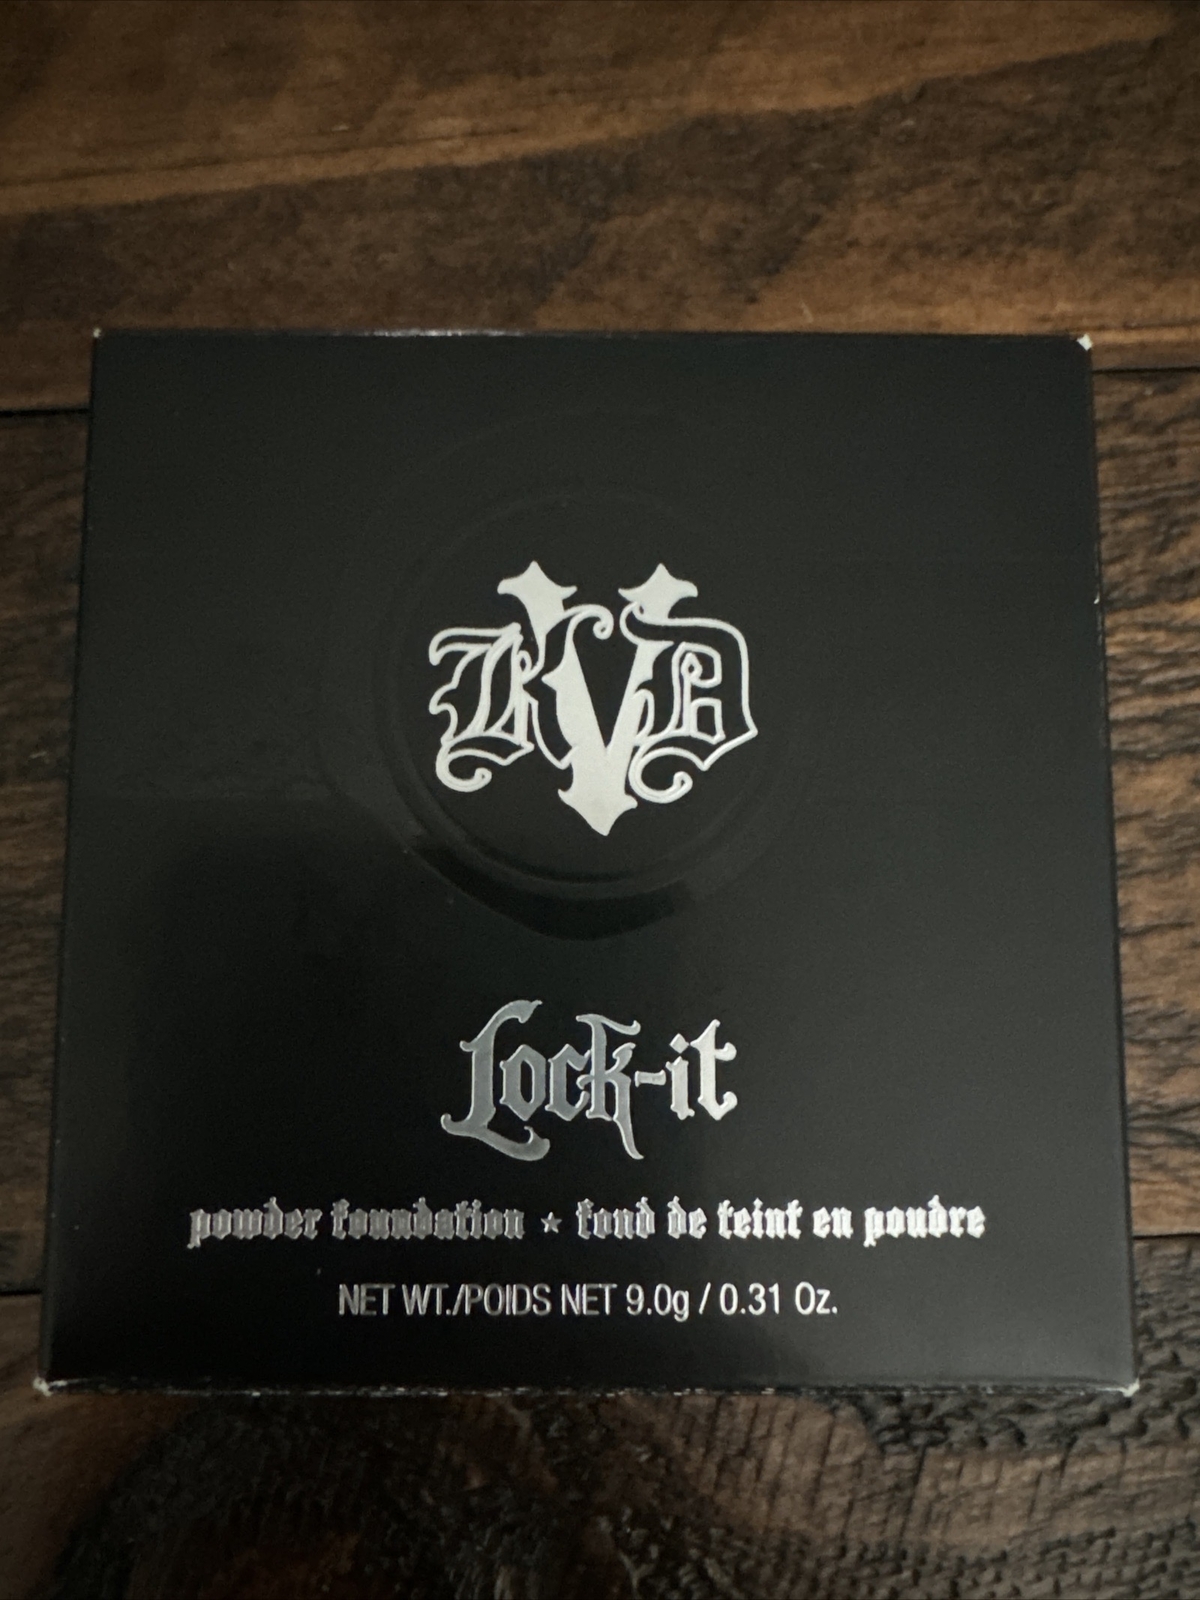 KVD
Lock-it
powder foundation ★ fond de teint en poudre
NET WT./POIDS NET 9.0g / 0.31 Oz.